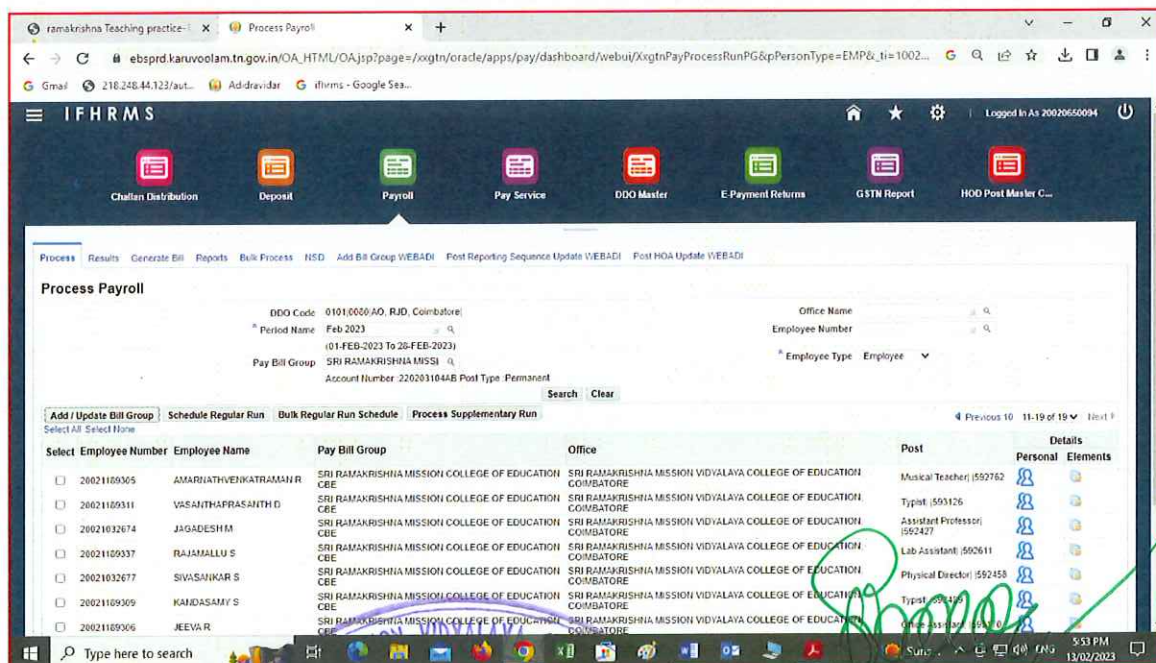 ramakrishna Teaching practice- × Process Payroll × +
ebsprd.karuvoolam.tn.gov.in/OA_HTML/OA.jsp?page=/xxgtn/oracle/apps/pay/dashboard/webui/XxgtnPayProcessRunPG&pPersonType=EMP&_ti=1002...
Gmail 218.248.44.123/aut... Adidravidar ifhrms - Google Sea...
IFHRMS Logged In As 20020650094
Challan Distribution Deposit Payroll Pay Service DDO Master E-Payment Returns GSTN Report HOD Post Master C...
Process Results Generate Bill Reports Bulk Process NSD Add Bill Group WEBADI Post Reporting Sequence Update WEBADI Post HOA Update WEBADI
Process Payroll
DDO Code 0101|0080|AO, RJD, Coimbatore| Office Name
* Period Name Feb 2023 Employee Number
(01-FEB-2023 To 28-FEB-2023)
* Employee Type Employee
Pay Bill Group SRI RAMAKRISHNA MISSI
Account Number :220203104AB Post Type :Permanent
Search Clear
Add / Update Bill Group Schedule Regular Run Bulk Regular Run Schedule Process Supplementary Run Previous 10 11-19 of 19 Next
Select All Select None
Details
Select Employee Number Employee Name Pay Bill Group Office Post Personal Elements
20021189305 AMARNATHVENKATRAMAN R SRI RAMAKRISHNA MISSION COLLEGE OF EDUCATION CBE SRI RAMAKRISHNA MISSION VIDYALAYA COLLEGE OF EDUCATION, COIMBATORE Musical Teacher| |592762
20021189311 VASANTHAPRASANTH D SRI RAMAKRISHNA MISSION COLLEGE OF EDUCATION CBE SRI RAMAKRISHNA MISSION VIDYALAYA COLLEGE OF EDUCATION, COIMBATORE Typist| |593126
20021032674 JAGADESH M SRI RAMAKRISHNA MISSION COLLEGE OF EDUCATION CBE SRI RAMAKRISHNA MISSION VIDYALAYA COLLEGE OF EDUCATION, COIMBATORE Assistant Professor| |592427
20021189337 RAJAMALLU S SRI RAMAKRISHNA MISSION COLLEGE OF EDUCATION CBE SRI RAMAKRISHNA MISSION VIDYALAYA COLLEGE OF EDUCATION, COIMBATORE Lab Assistant| |592611
20021032677 SIVASANKAR S SRI RAMAKRISHNA MISSION COLLEGE OF EDUCATION CBE SRI RAMAKRISHNA MISSION VIDYALAYA COLLEGE OF EDUCATION, COIMBATORE Physical Director| |592458
20021189309 KANDASAMY S SRI RAMAKRISHNA MISSION COLLEGE OF EDUCATION CBE SRI RAMAKRISHNA MISSION VIDYALAYA COLLEGE OF EDUCATION, COIMBATORE Typist|
20021189306 JEEVA R SRI RAMAKRISHNA MISSION COLLEGE OF EDUCATION CBE SRI RAMAKRISHNA MISSION VIDYALAYA COLLEGE OF EDUCATION, COIMBATORE Office Assistant|
VIDYALAYA
Type here to search ENG 5:53 PM
13/02/2023